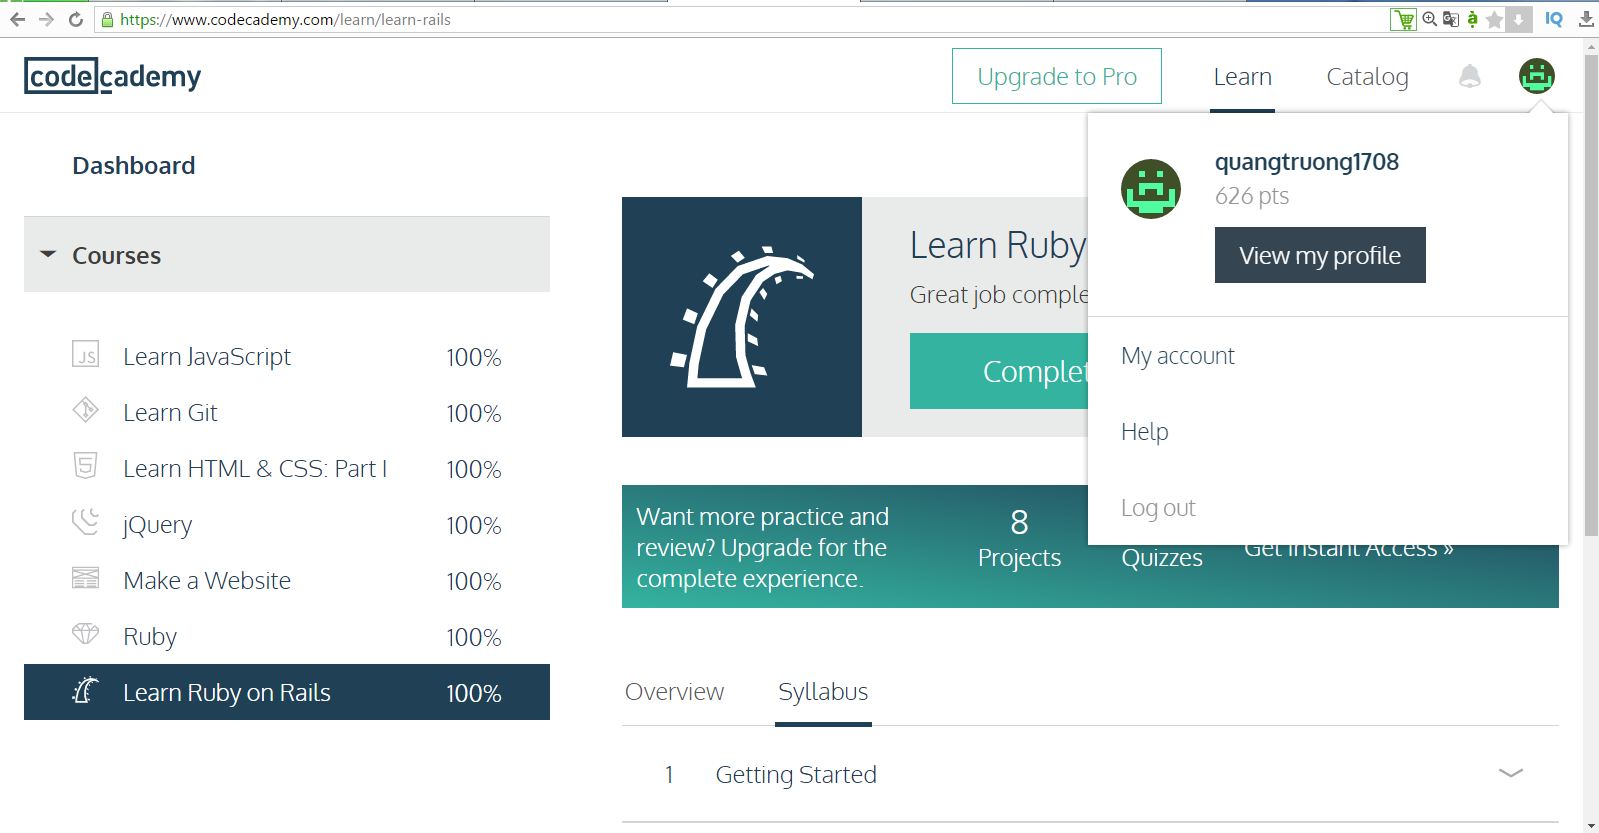 https://www.codecademy.com/learn/learn-rails
IQ
codecademy
Upgrade to Pro
Learn
Catalog
quangtruong1708
626 pts
View my profile
My account
Help
Log out
Dashboard
Courses
JS Learn JavaScript 100%
Learn Git 100%
Learn HTML & CSS: Part I 100%
jQuery 100%
Make a Website 100%
Ruby 100%
Learn Ruby on Rails 100%
Learn Ruby
Great job comple
Complet
Want more practice and
review? Upgrade for the
complete experience.
8
Projects
Quizzes
Get Instant Access »
Overview
Syllabus
1 Getting Started